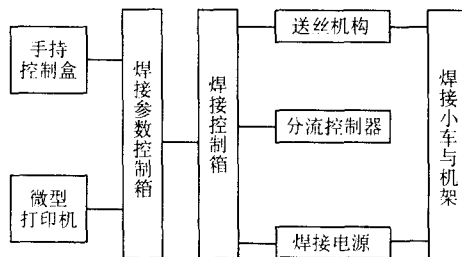 手持
控制盒
微型
打印机
焊接参数控制箱
焊接控制箱
送丝机构
分流控制器
焊接电源
焊接小车与机架